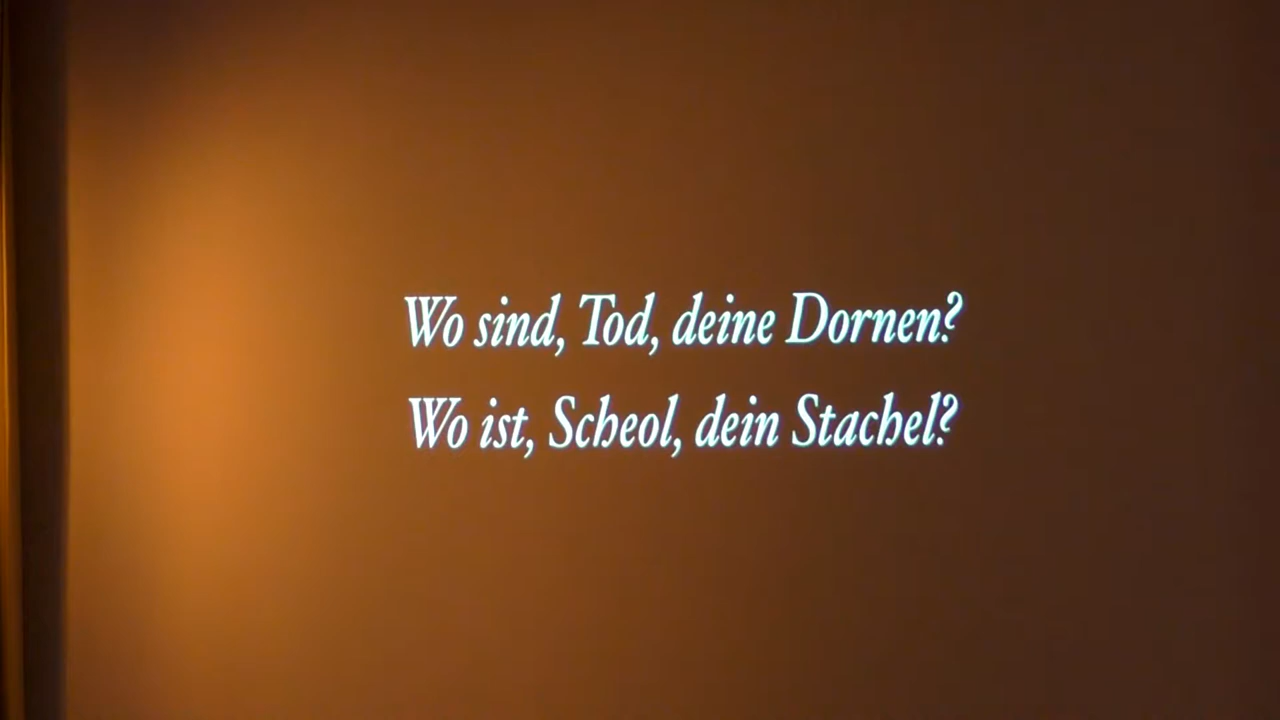 Wo sind, Tod, deine Dornen?
Wo ist, Scheol, dein Stachel?